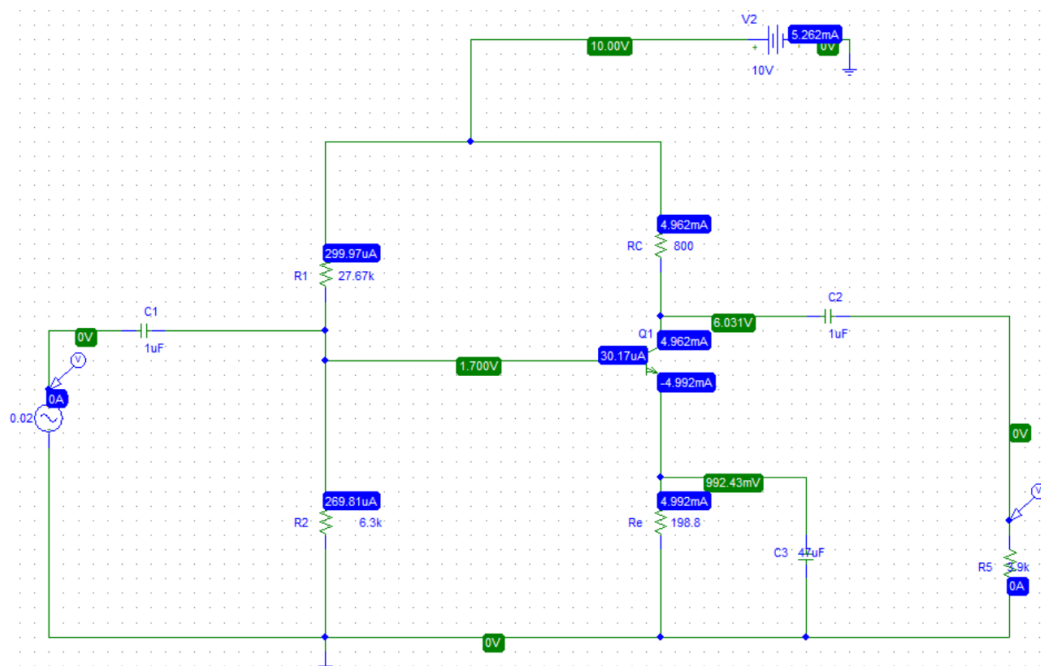 V2
5.262mA
10.00V
0V
+
-
10V
4.962mA
RC
800
299.97uA
R1
27.67k
C1
0V
1uF
C2
6.031V
1uF
Q1
4.962mA
30.17uA
1.700V
-4.992mA
V
0A
0.02
0V
992.43mV
V
269.81uA
R2
6.3k
4.992mA
Re
198.8
C3
47uF
R5
3.9k
0A
0V